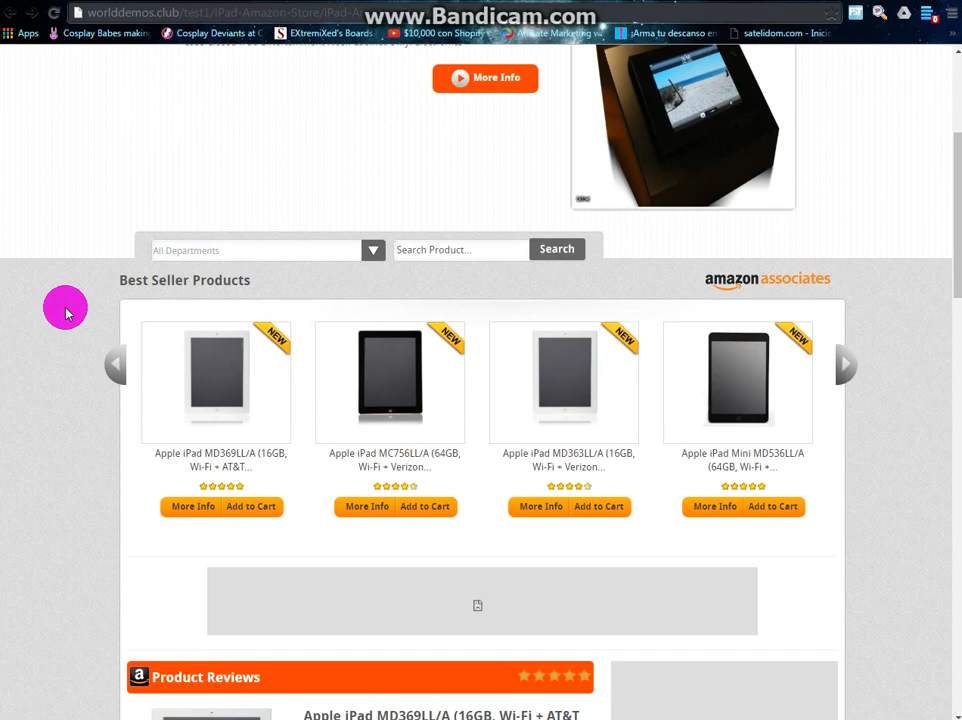 worlddemos.club/test1/iPad-Amazon-Store/iPad-Am
www.Bandicam.com
Apps
Cosplay Babes making
Cosplay Deviants at C
EXtremiXed's Boards
$10,000 con Shopify
Affiliate Marketing
¡Arma tu descanso en
satelidom.com - Inicio
More Info
All Departments
Search Product...
Search
Best Seller Products
amazon associates
NEW
NEW
NEW
NEW
Apple iPad MD369LL/A (16GB,
Wi-Fi + AT&T...
Apple iPad MC756LL/A (64GB,
Wi-Fi + Verizon...
Apple iPad MD363LL/A (16GB,
Wi-Fi + Verizon...
Apple iPad Mini MD536LL/A
(64GB, Wi-Fi +...
More Info Add to Cart
More Info Add to Cart
More Info Add to Cart
More Info Add to Cart
a Product Reviews
Apple iPad MD369LL/A (16GB, Wi-Fi + AT&T